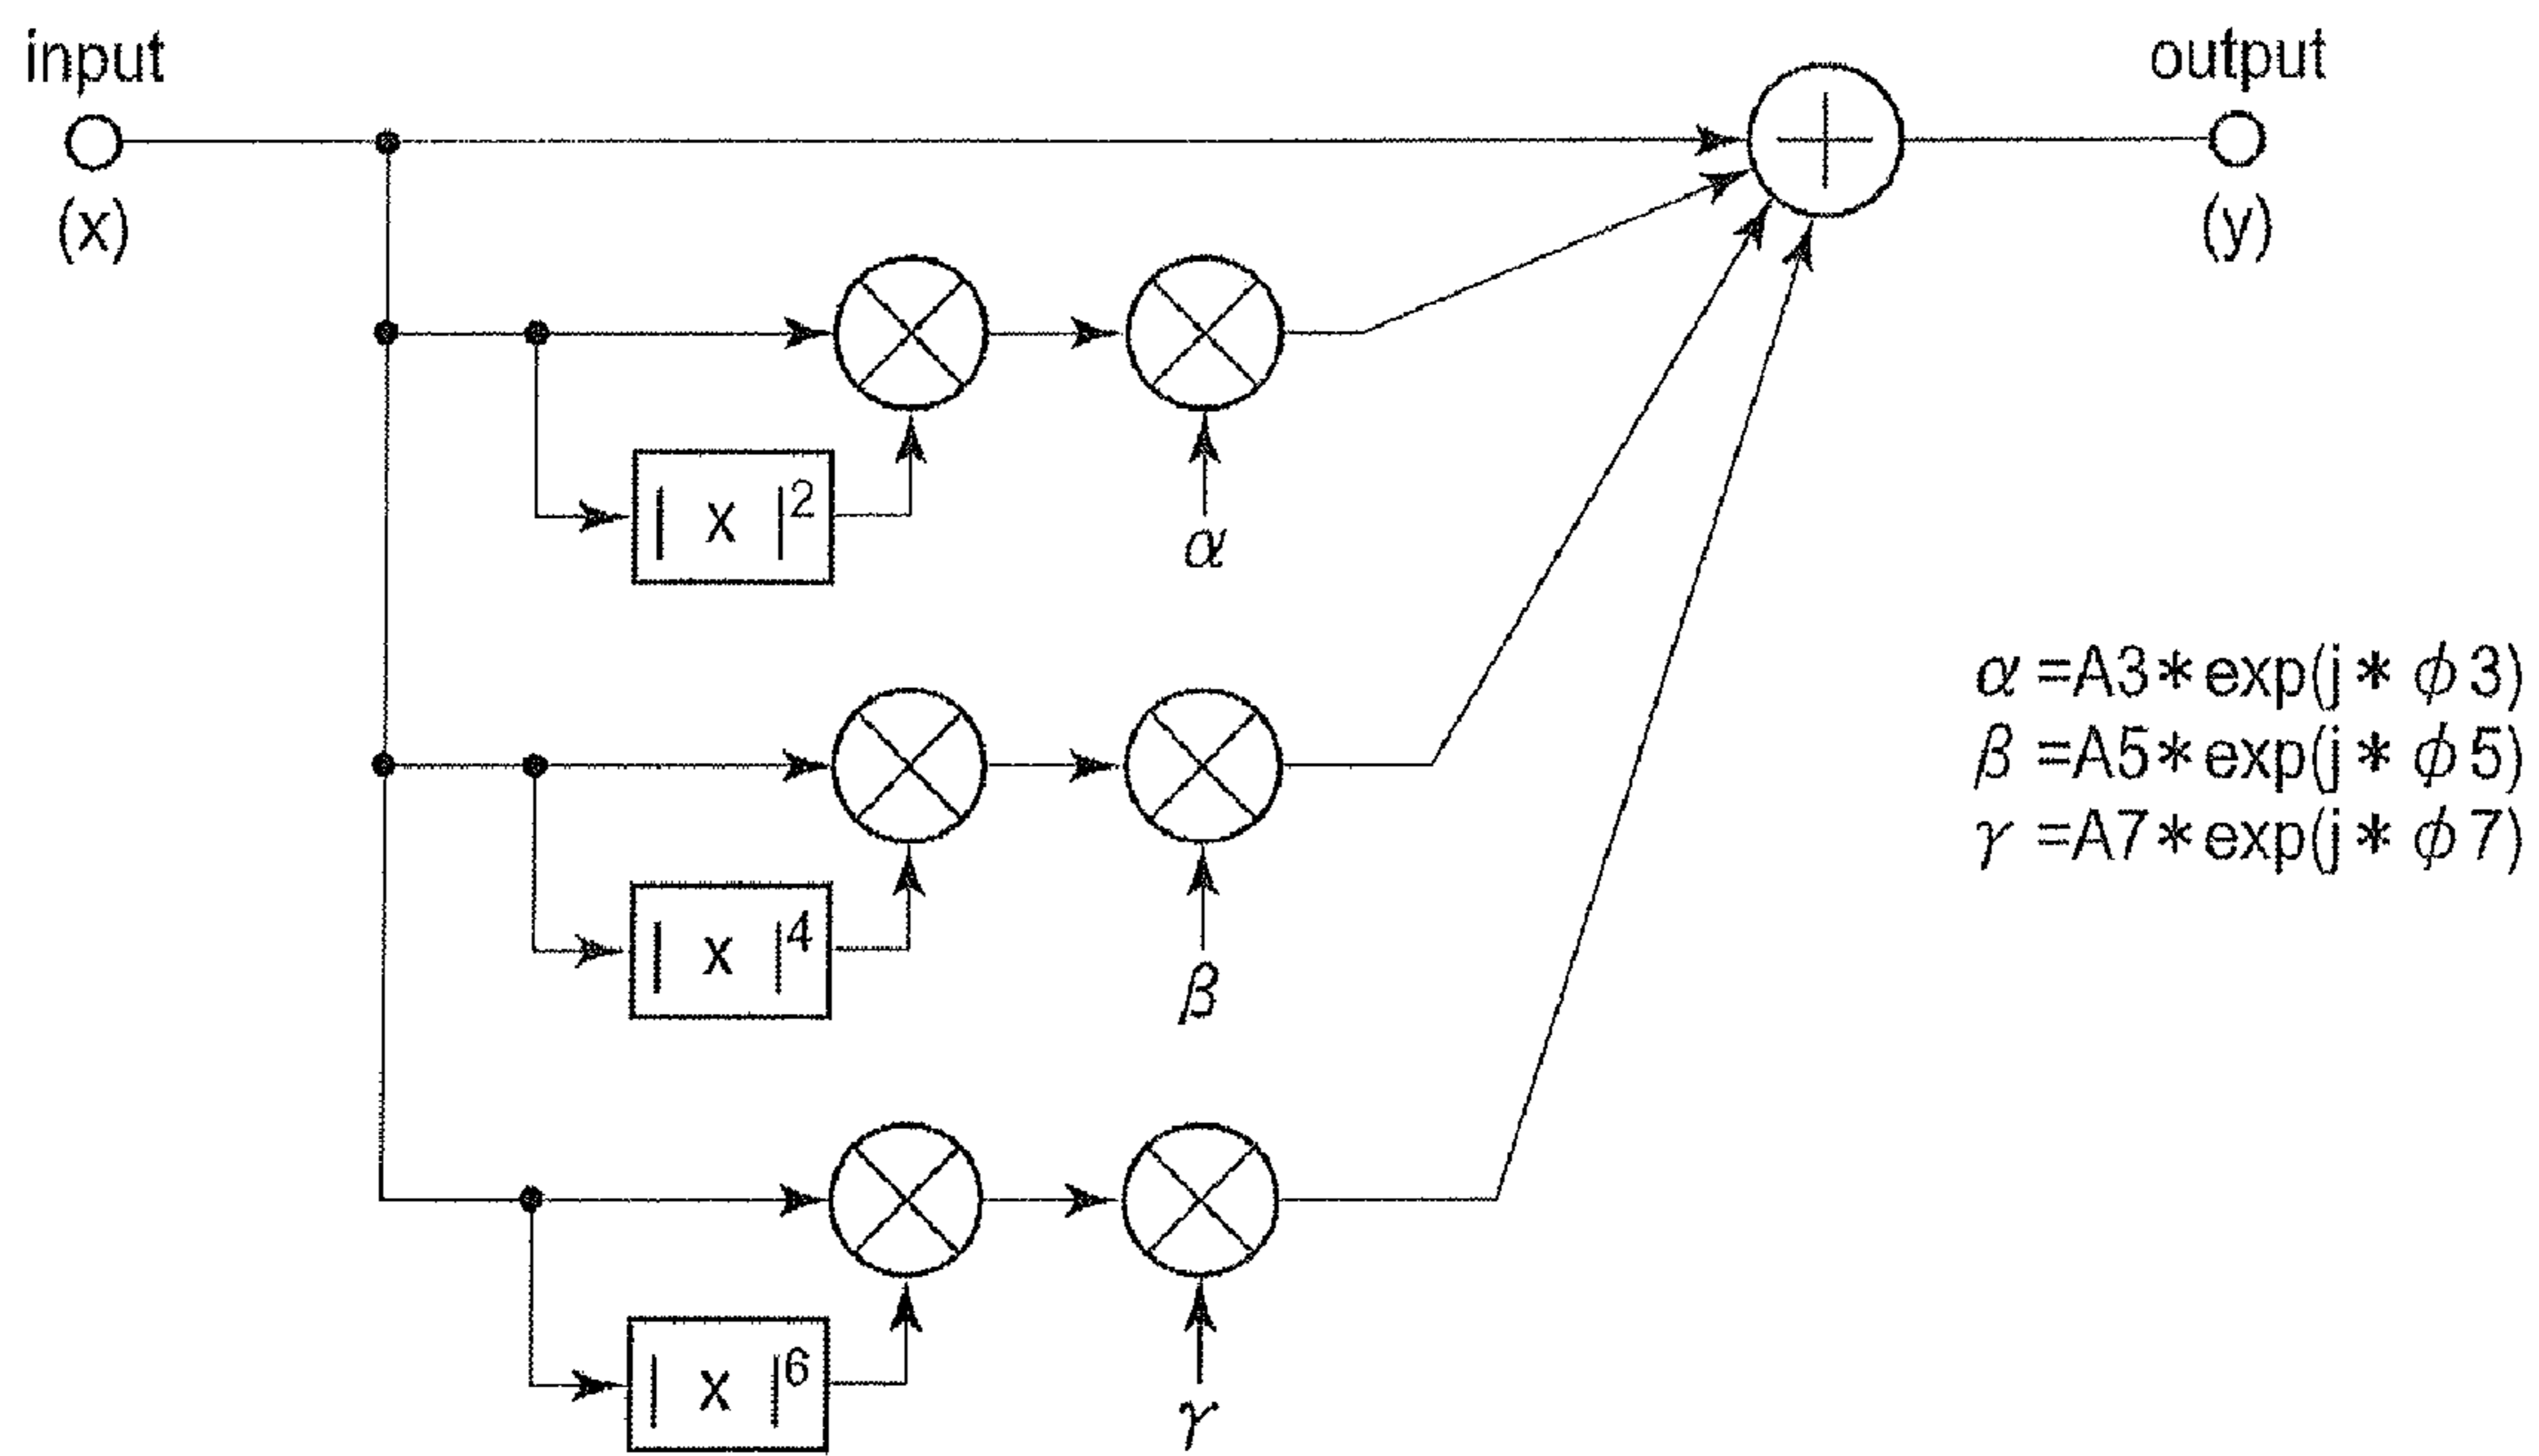 input
output
(x)
(y)
| x |²
α
α =A3*exp(j* φ3)
β =A5*exp(j* φ5)
γ =A7*exp(j* φ7)
| x |⁴
β
| x |⁶
γ